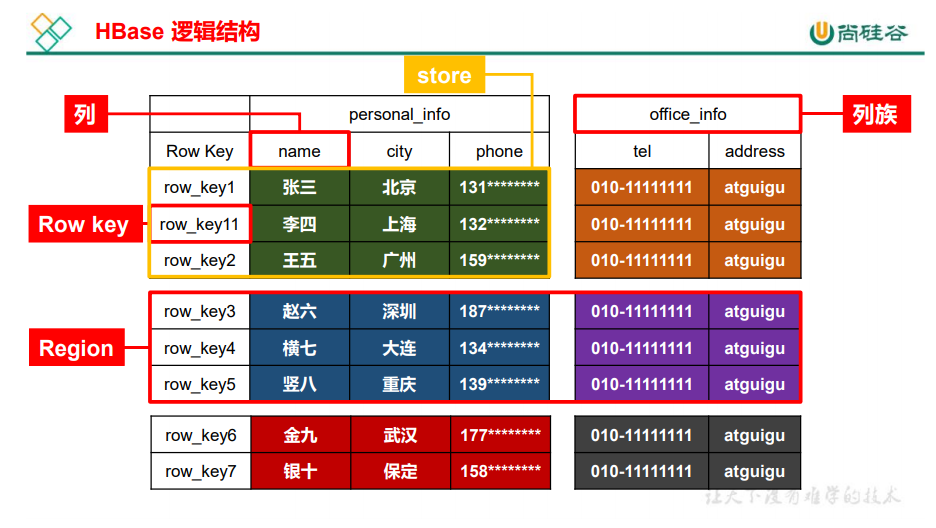 HBase 逻辑结构
尚硅谷
store
列
personal_info
office_info
列族
Row Key name city phone tel address
row_key1 张三 北京 131******** 010-11111111 atguigu
Row key
row_key11 李四 上海 132******** 010-11111111 atguigu
row_key2 王五 广州 159******** 010-11111111 atguigu
row_key3 赵六 深圳 187******** 010-11111111 atguigu
Region
row_key4 横七 大连 134******** 010-11111111 atguigu
row_key5 竖八 重庆 139******** 010-11111111 atguigu
row_key6 金九 武汉 177******** 010-11111111 atguigu
row_key7 银十 保定 158******** 010-11111111 atguigu
让天下没有难学的技术